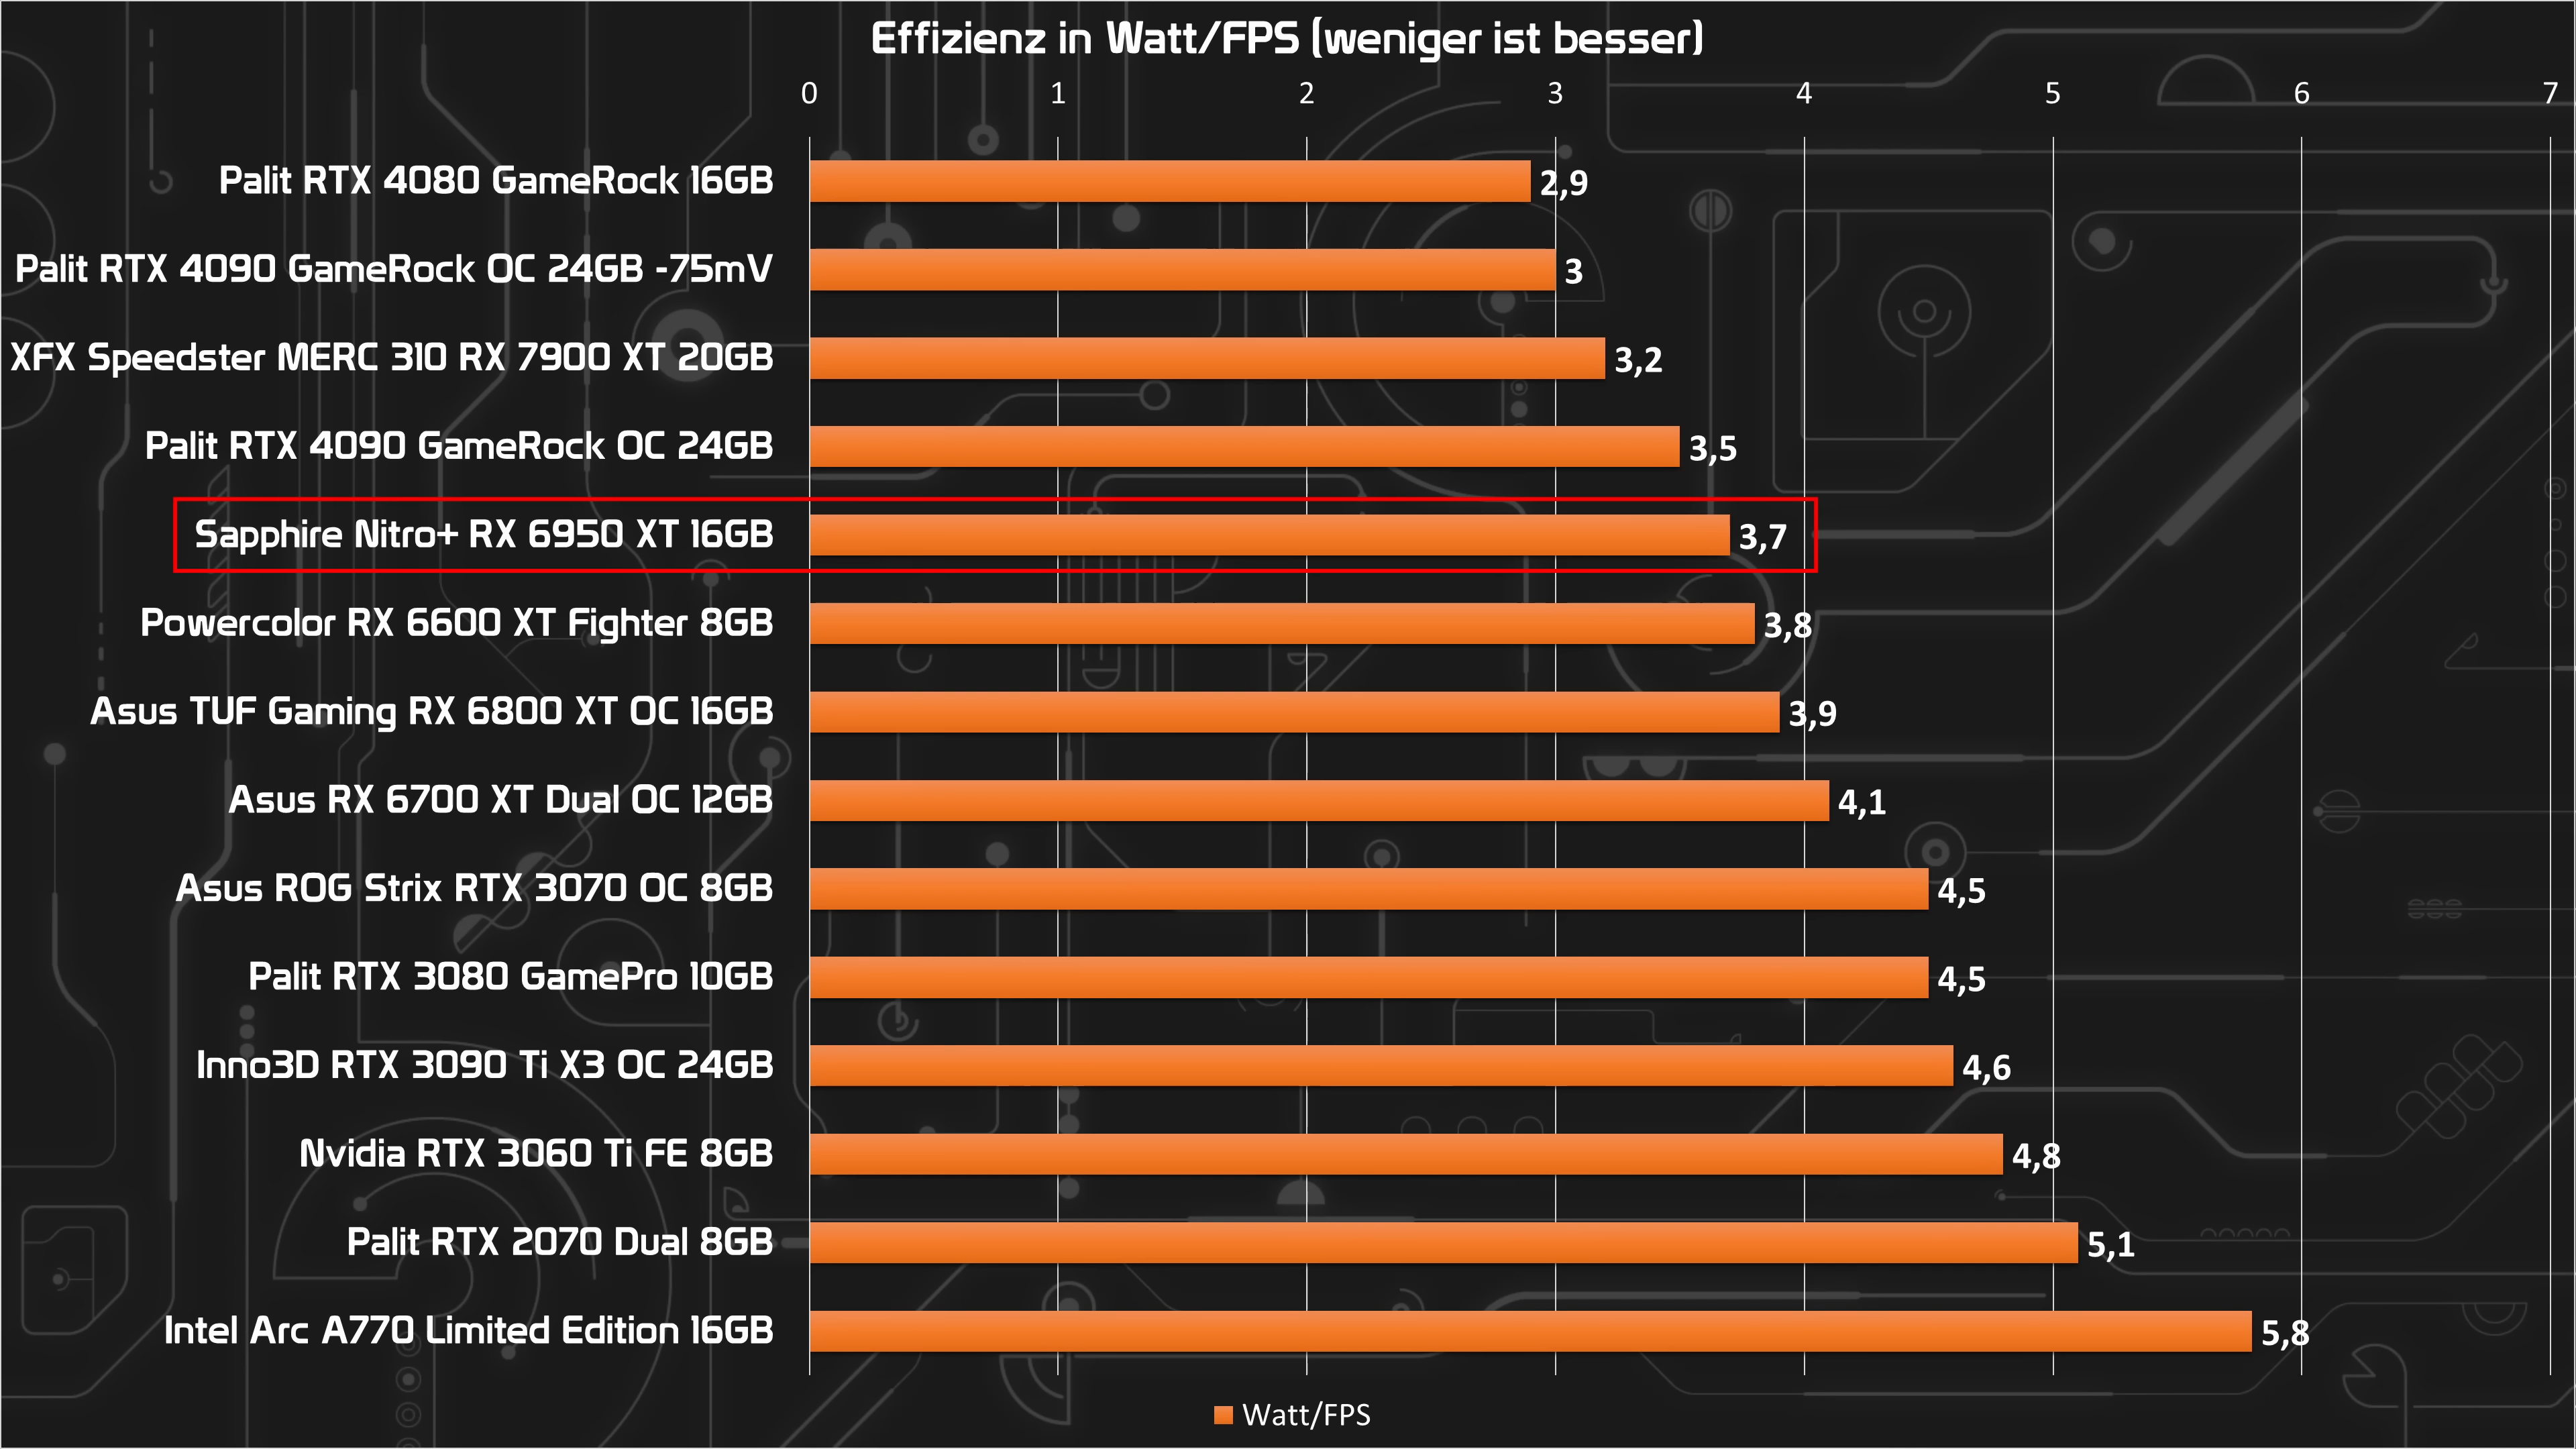 Effizienz in Watt/FPS (weniger ist besser)
0 1 2 3 4 5 6 7
Palit RTX 4080 GameRock 16GB 2,9
Palit RTX 4090 GameRock OC 24GB -75mV 3
XFX Speedster MERC 310 RX 7900 XT 20GB 3,2
Palit RTX 4090 GameRock OC 24GB 3,5
Sapphire Nitro+ RX 6950 XT 16GB 3,7
Powercolor RX 6600 XT Fighter 8GB 3,8
Asus TUF Gaming RX 6800 XT OC 16GB 3,9
Asus RX 6700 XT Dual OC 12GB 4,1
Asus ROG Strix RTX 3070 OC 8GB 4,5
Palit RTX 3080 GamePro 10GB 4,5
Inno3D RTX 3090 Ti X3 OC 24GB 4,6
Nvidia RTX 3060 Ti FE 8GB 4,8
Palit RTX 2070 Dual 8GB 5,1
Intel Arc A770 Limited Edition 16GB 5,8
Watt/FPS